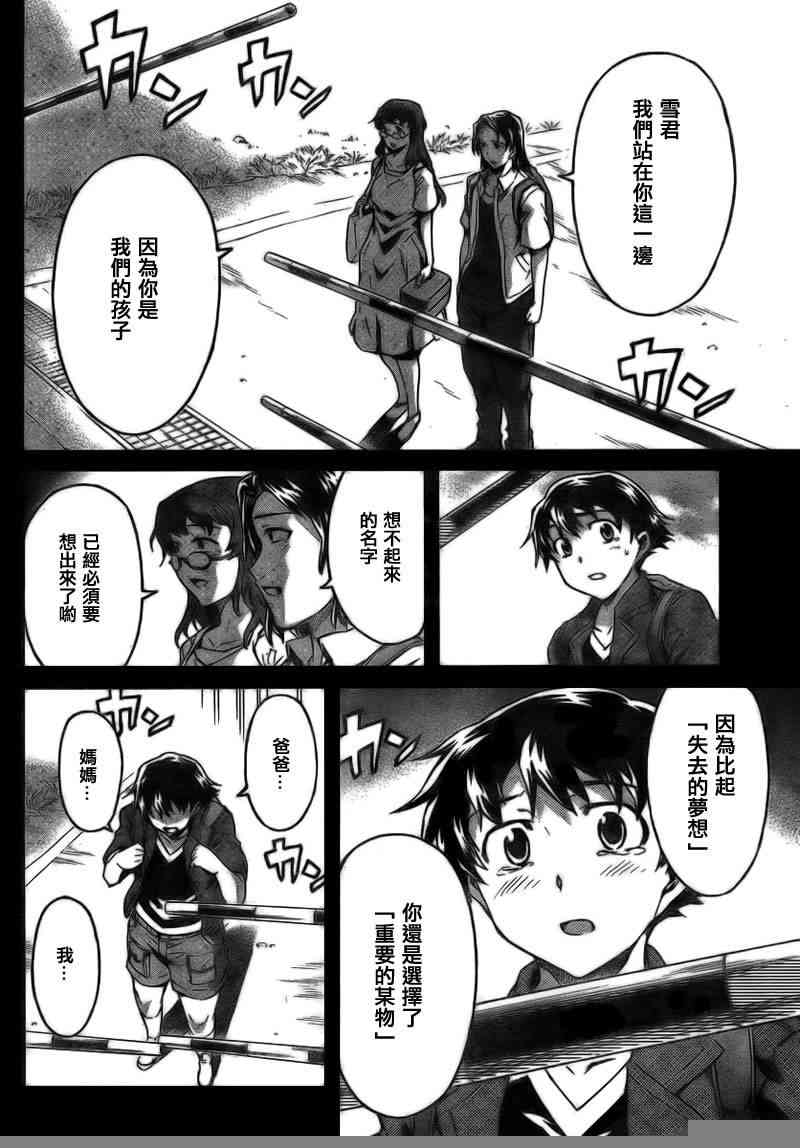 雪君
我們站在你這一邊
因為你是
我們的孩子
カン
カン
カン
想不起來
的名字
已經必須要
想出來了喲
因為比起
「失去的夢想」
你還是選擇了
「重要的某物」
カン
爸爸…
媽媽…
我…
カン
カン